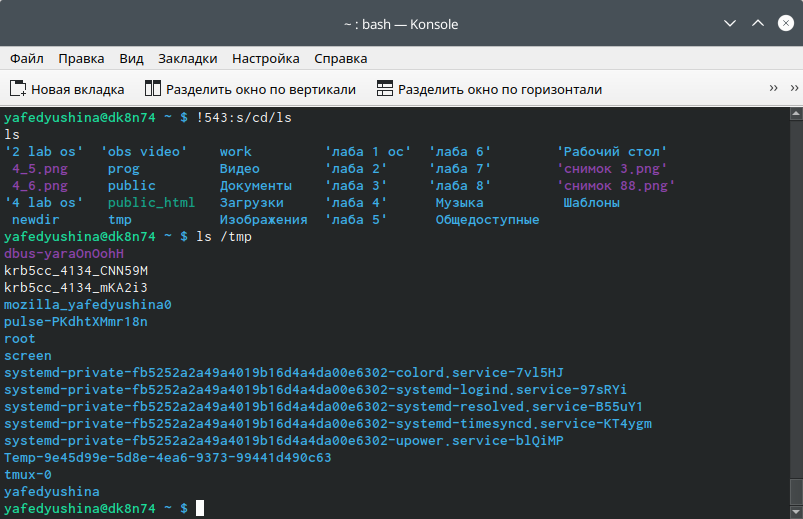 ~ : bash — Konsole
Файл Правка Вид Закладки Настройка Справка
Новая вкладка Разделить окно по вертикали Разделить окно по горизонтали
yafedyushina@dk8n74 ~ $ !543:s/cd/ls
ls
'2 lab os' 'obs video' work 'лаба 1 ос' 'лаба 6' 'Рабочий стол'
4_5.png prog Видео 'лаба 2' 'лаба 7' 'снимок 3.png'
4_6.png public Документы 'лаба 3' 'лаба 8' 'снимок 88.png'
'4 lab os' public_html Загрузки 'лаба 4' Музыка Шаблоны
newdir tmp Изображения 'лаба 5' Общедоступные
yafedyushina@dk8n74 ~ $ ls /tmp
dbus-yaraOnOohH
krb5cc_4134_CNN59M
krb5cc_4134_mKA2i3
mozilla_yafedyushina0
pulse-PKdhtXMmr18n
root
screen
systemd-private-fb5252a2a49a4019b16d4a4da00e6302-colord.service-7vl5HJ
systemd-private-fb5252a2a49a4019b16d4a4da00e6302-systemd-logind.service-97sRYi
systemd-private-fb5252a2a49a4019b16d4a4da00e6302-systemd-resolved.service-B55uY1
systemd-private-fb5252a2a49a4019b16d4a4da00e6302-systemd-timesyncd.service-KT4ygm
systemd-private-fb5252a2a49a4019b16d4a4da00e6302-upower.service-blQiMP
Temp-9e45d99e-5d8e-4ea6-9373-99441d490c63
tmux-0
yafedyushina
yafedyushina@dk8n74 ~ $